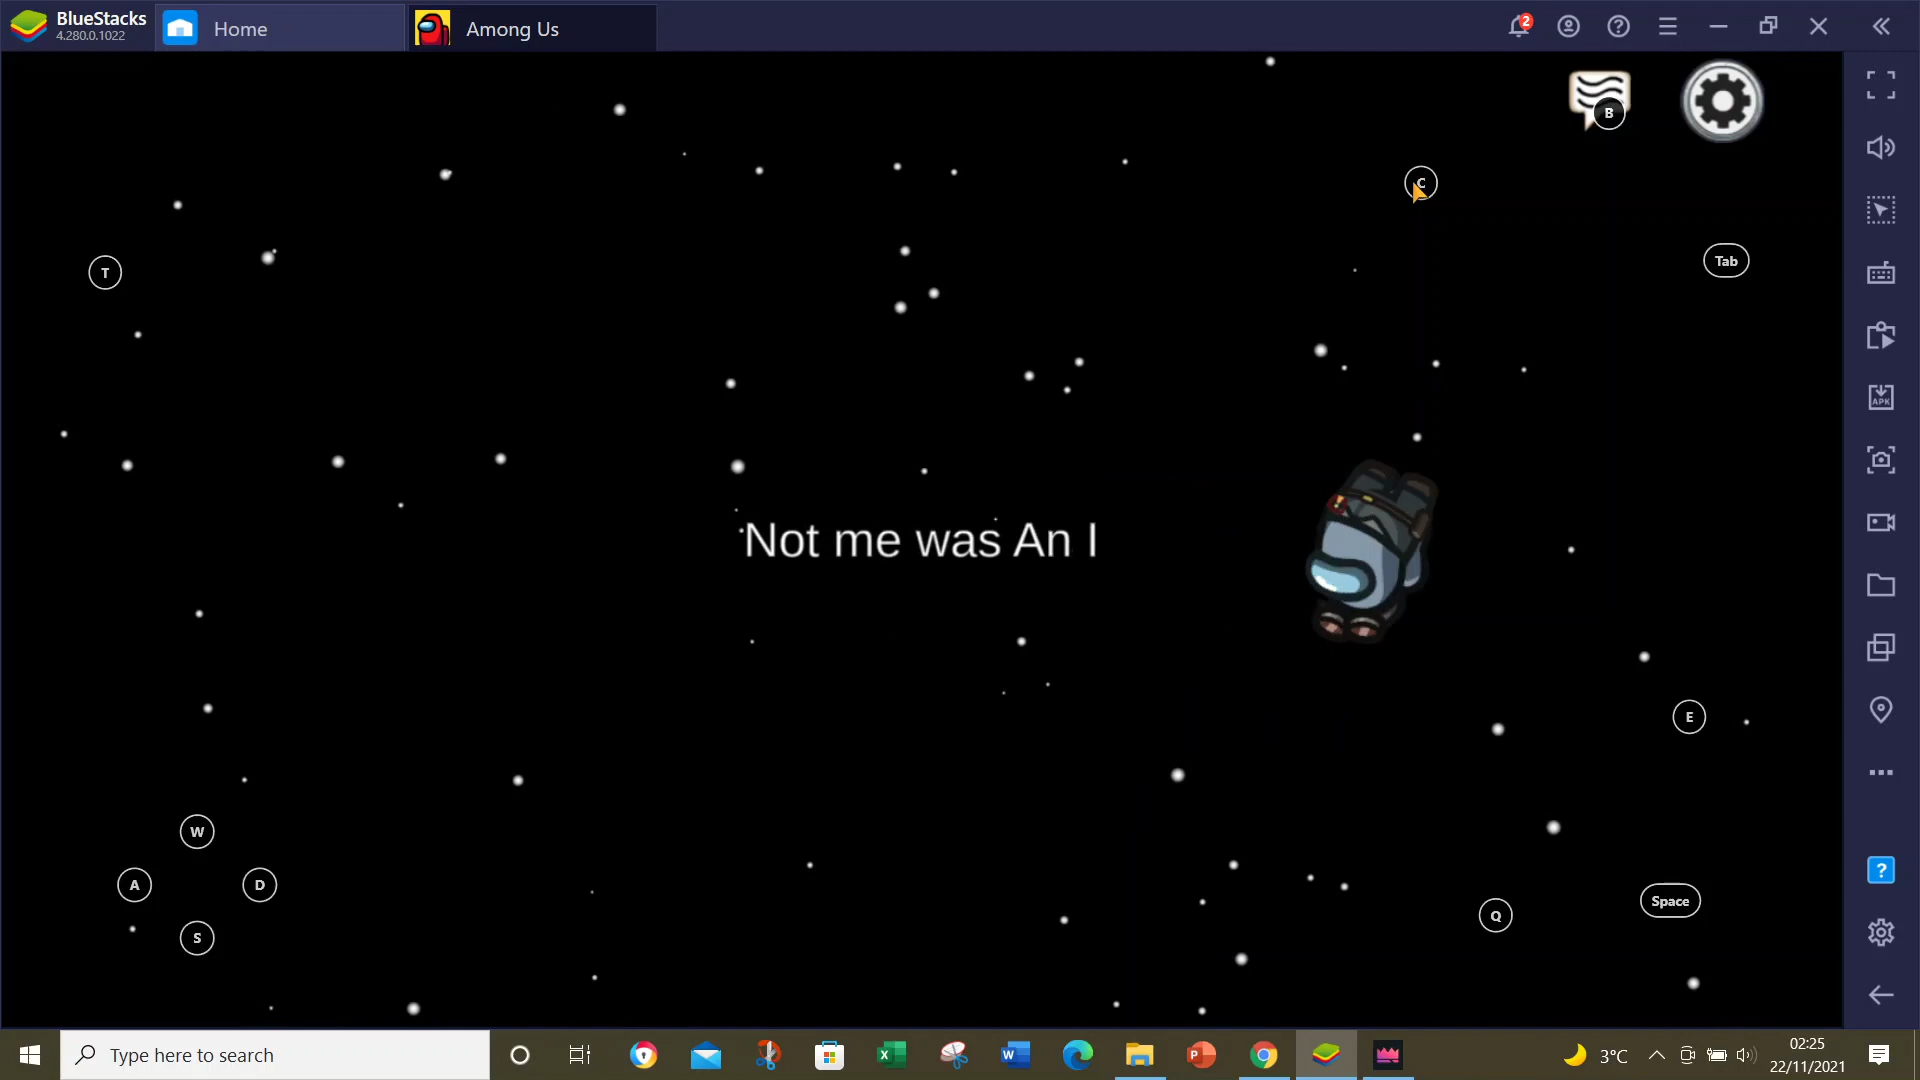 BlueStacks
4.280.0.1022
Home
Among Us
2
B
C
T
Tab
Not me was An I
E
W
A
D
S
Q
Space
APK
?
Type here to search
3°C
02:25
22/11/2021